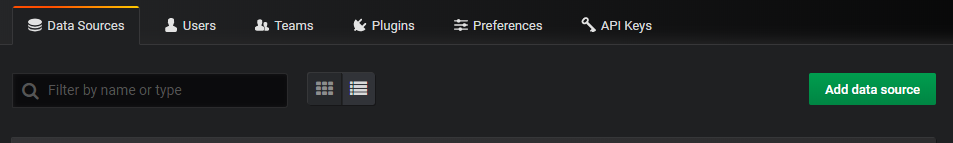 Data Sources Users Teams Plugins Preferences API Keys
Filter by name or type Add data source